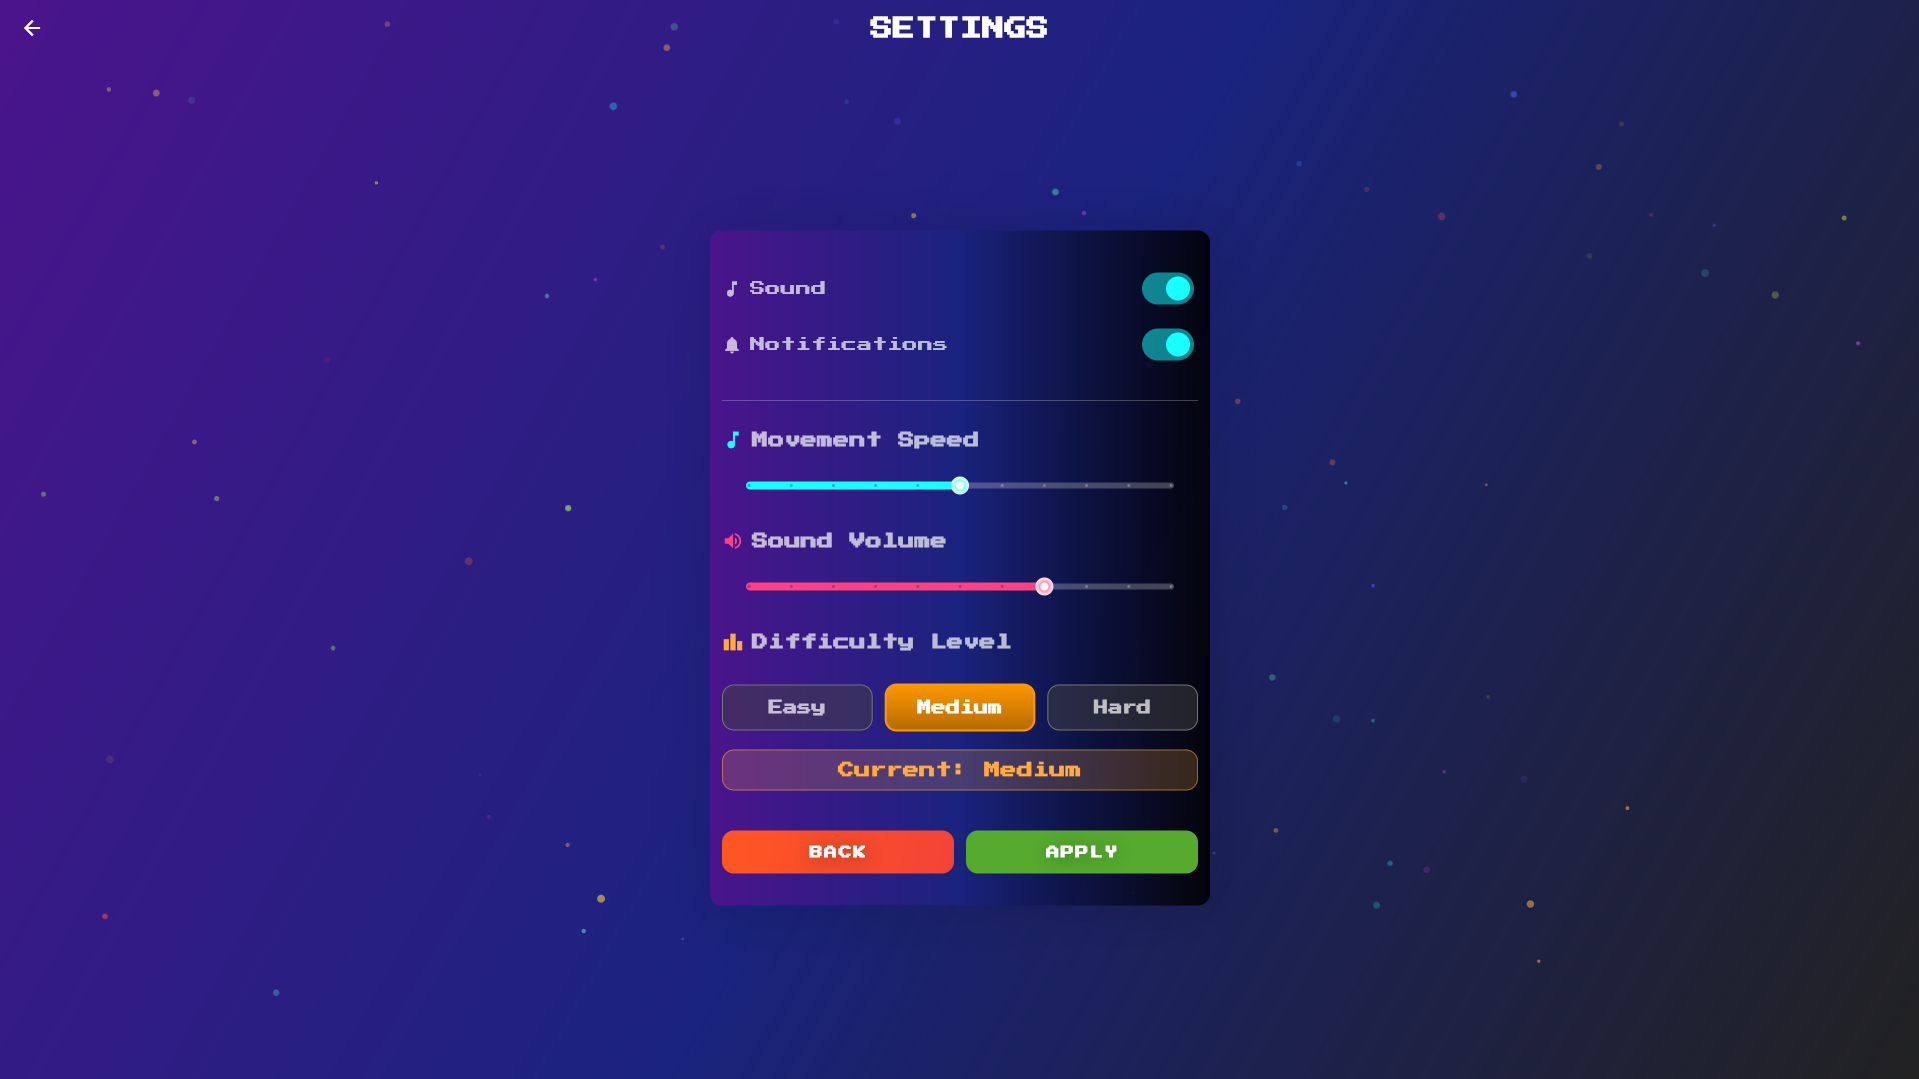 SETTINGS
Sound
Notifications
Movement Speed
Sound Volume
Difficulty Level
Easy Medium Hard
Current: Medium
BACK APPLY